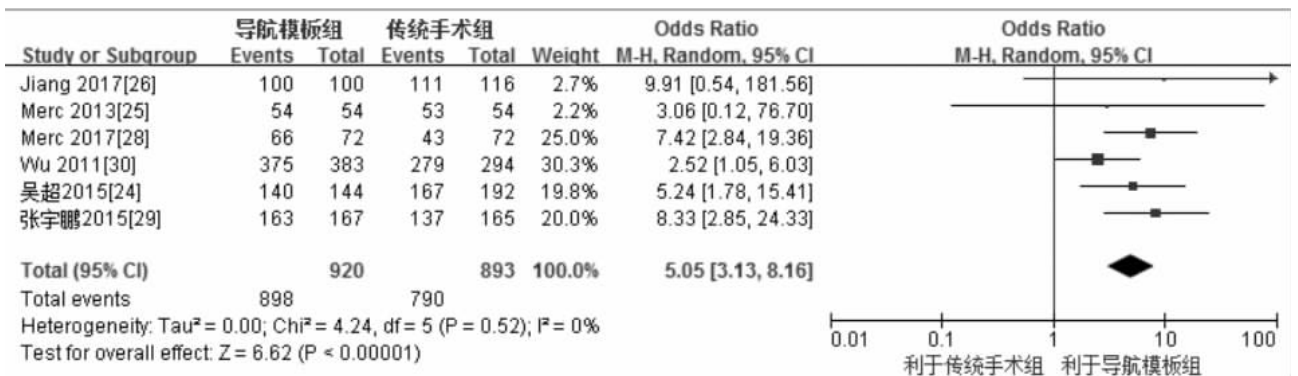 导航模板组 传统手术组 Odds Ratio Odds Ratio
Study or Subgroup Events Total Events Total Weight M-H, Random, 95% CI M-H, Random, 95% CI
Jiang 2017[26] 100 100 111 116 2.7% 9.91 [0.54, 181.56]
Merc 2013[25] 54 54 53 54 2.2% 3.06 [0.12, 76.70]
Merc 2017[28] 66 72 43 72 25.0% 7.42 [2.84, 19.36]
Wu 2011[30] 375 383 279 294 30.3% 2.52 [1.05, 6.03]
吴超2015[24] 140 144 167 192 19.8% 5.24 [1.78, 15.41]
张宇鹏2015[29] 163 167 137 165 20.0% 8.33 [2.85, 24.33]
Total (95% CI) 920 893 100.0% 5.05 [3.13, 8.16]
Total events 898 790
Heterogeneity: Tau² = 0.00; Chi² = 4.24, df = 5 (P = 0.52); I² = 0%
Test for overall effect: Z = 6.62 (P < 0.00001)
0.01 0.1 1 10 100
利于传统手术组 利于导航模板组